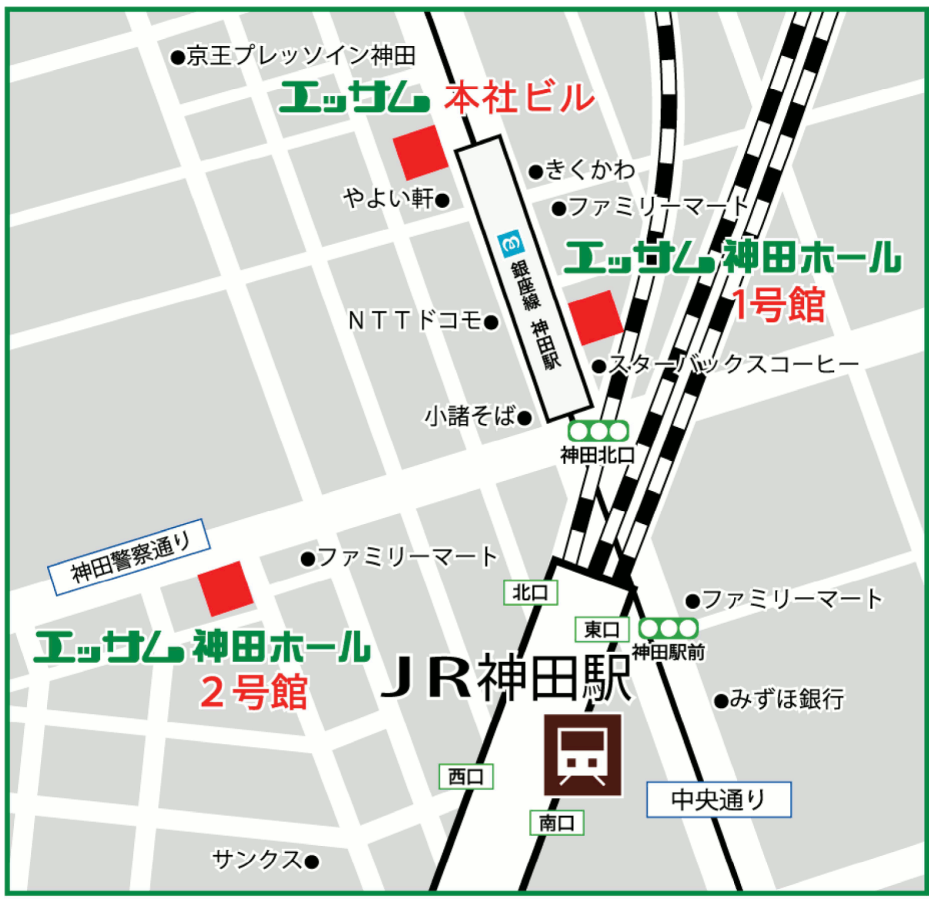 ●京王プレッソイン神田
エッサム 本社ビル
●きくかわ
やよい軒●
●ファミリーマート
エッサム 神田ホール
1号館
銀座線 神田駅
NTTドコモ●
●スターバックスコーヒー
小諸そば●
神田北口
神田警察通り
●ファミリーマート
北口
●ファミリーマート
東口
神田駅前
エッサム 神田ホール
2号館
JR神田駅
●みずほ銀行
西口
中央通り
南口
サンクス●